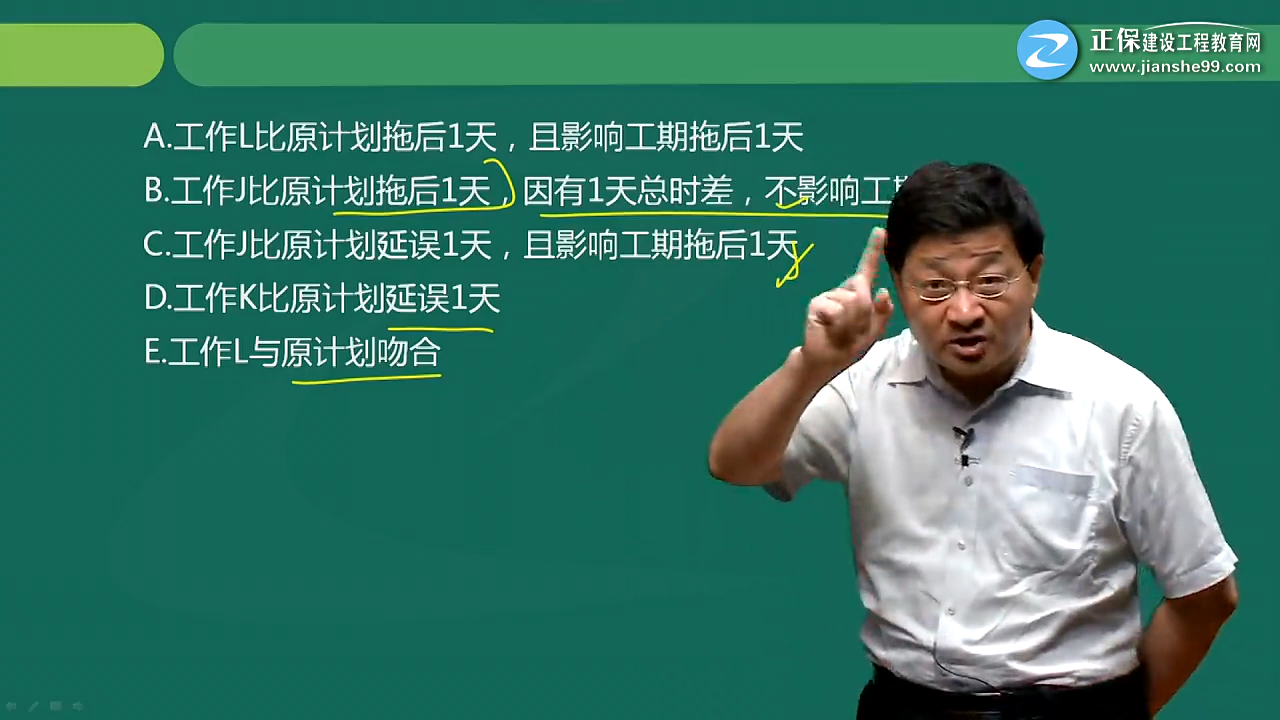 正保建设工程教育网
www.jianshe99.com
A.工作L比原计划拖后1天，且影响工期拖后1天
B.工作J比原计划拖后1天，因有1天总时差，不影响工
C.工作J比原计划延误1天，且影响工期拖后1天
D.工作K比原计划延误1天
E.工作L与原计划吻合